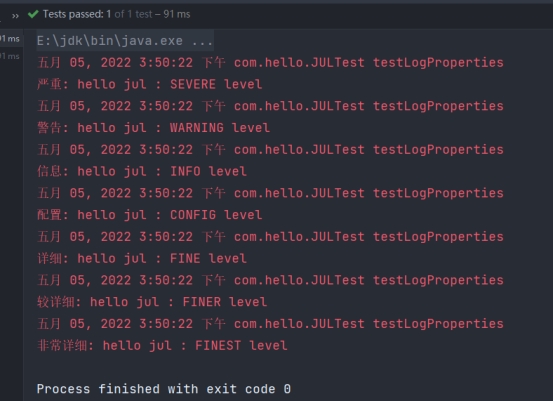 Tests passed: 1 of 1 test – 91 ms
91 ms
91 ms
E:\jdk\bin\java.exe ...
五月 05, 2022 3:50:22 下午 com.hello.JULTest testLogProperties
严重: hello jul : SEVERE level
五月 05, 2022 3:50:22 下午 com.hello.JULTest testLogProperties
警告: hello jul : WARNING level
五月 05, 2022 3:50:22 下午 com.hello.JULTest testLogProperties
信息: hello jul : INFO level
五月 05, 2022 3:50:22 下午 com.hello.JULTest testLogProperties
配置: hello jul : CONFIG level
五月 05, 2022 3:50:22 下午 com.hello.JULTest testLogProperties
详细: hello jul : FINE level
五月 05, 2022 3:50:22 下午 com.hello.JULTest testLogProperties
较详细: hello jul : FINER level
五月 05, 2022 3:50:22 下午 com.hello.JULTest testLogProperties
非常详细: hello jul : FINEST level
Process finished with exit code 0